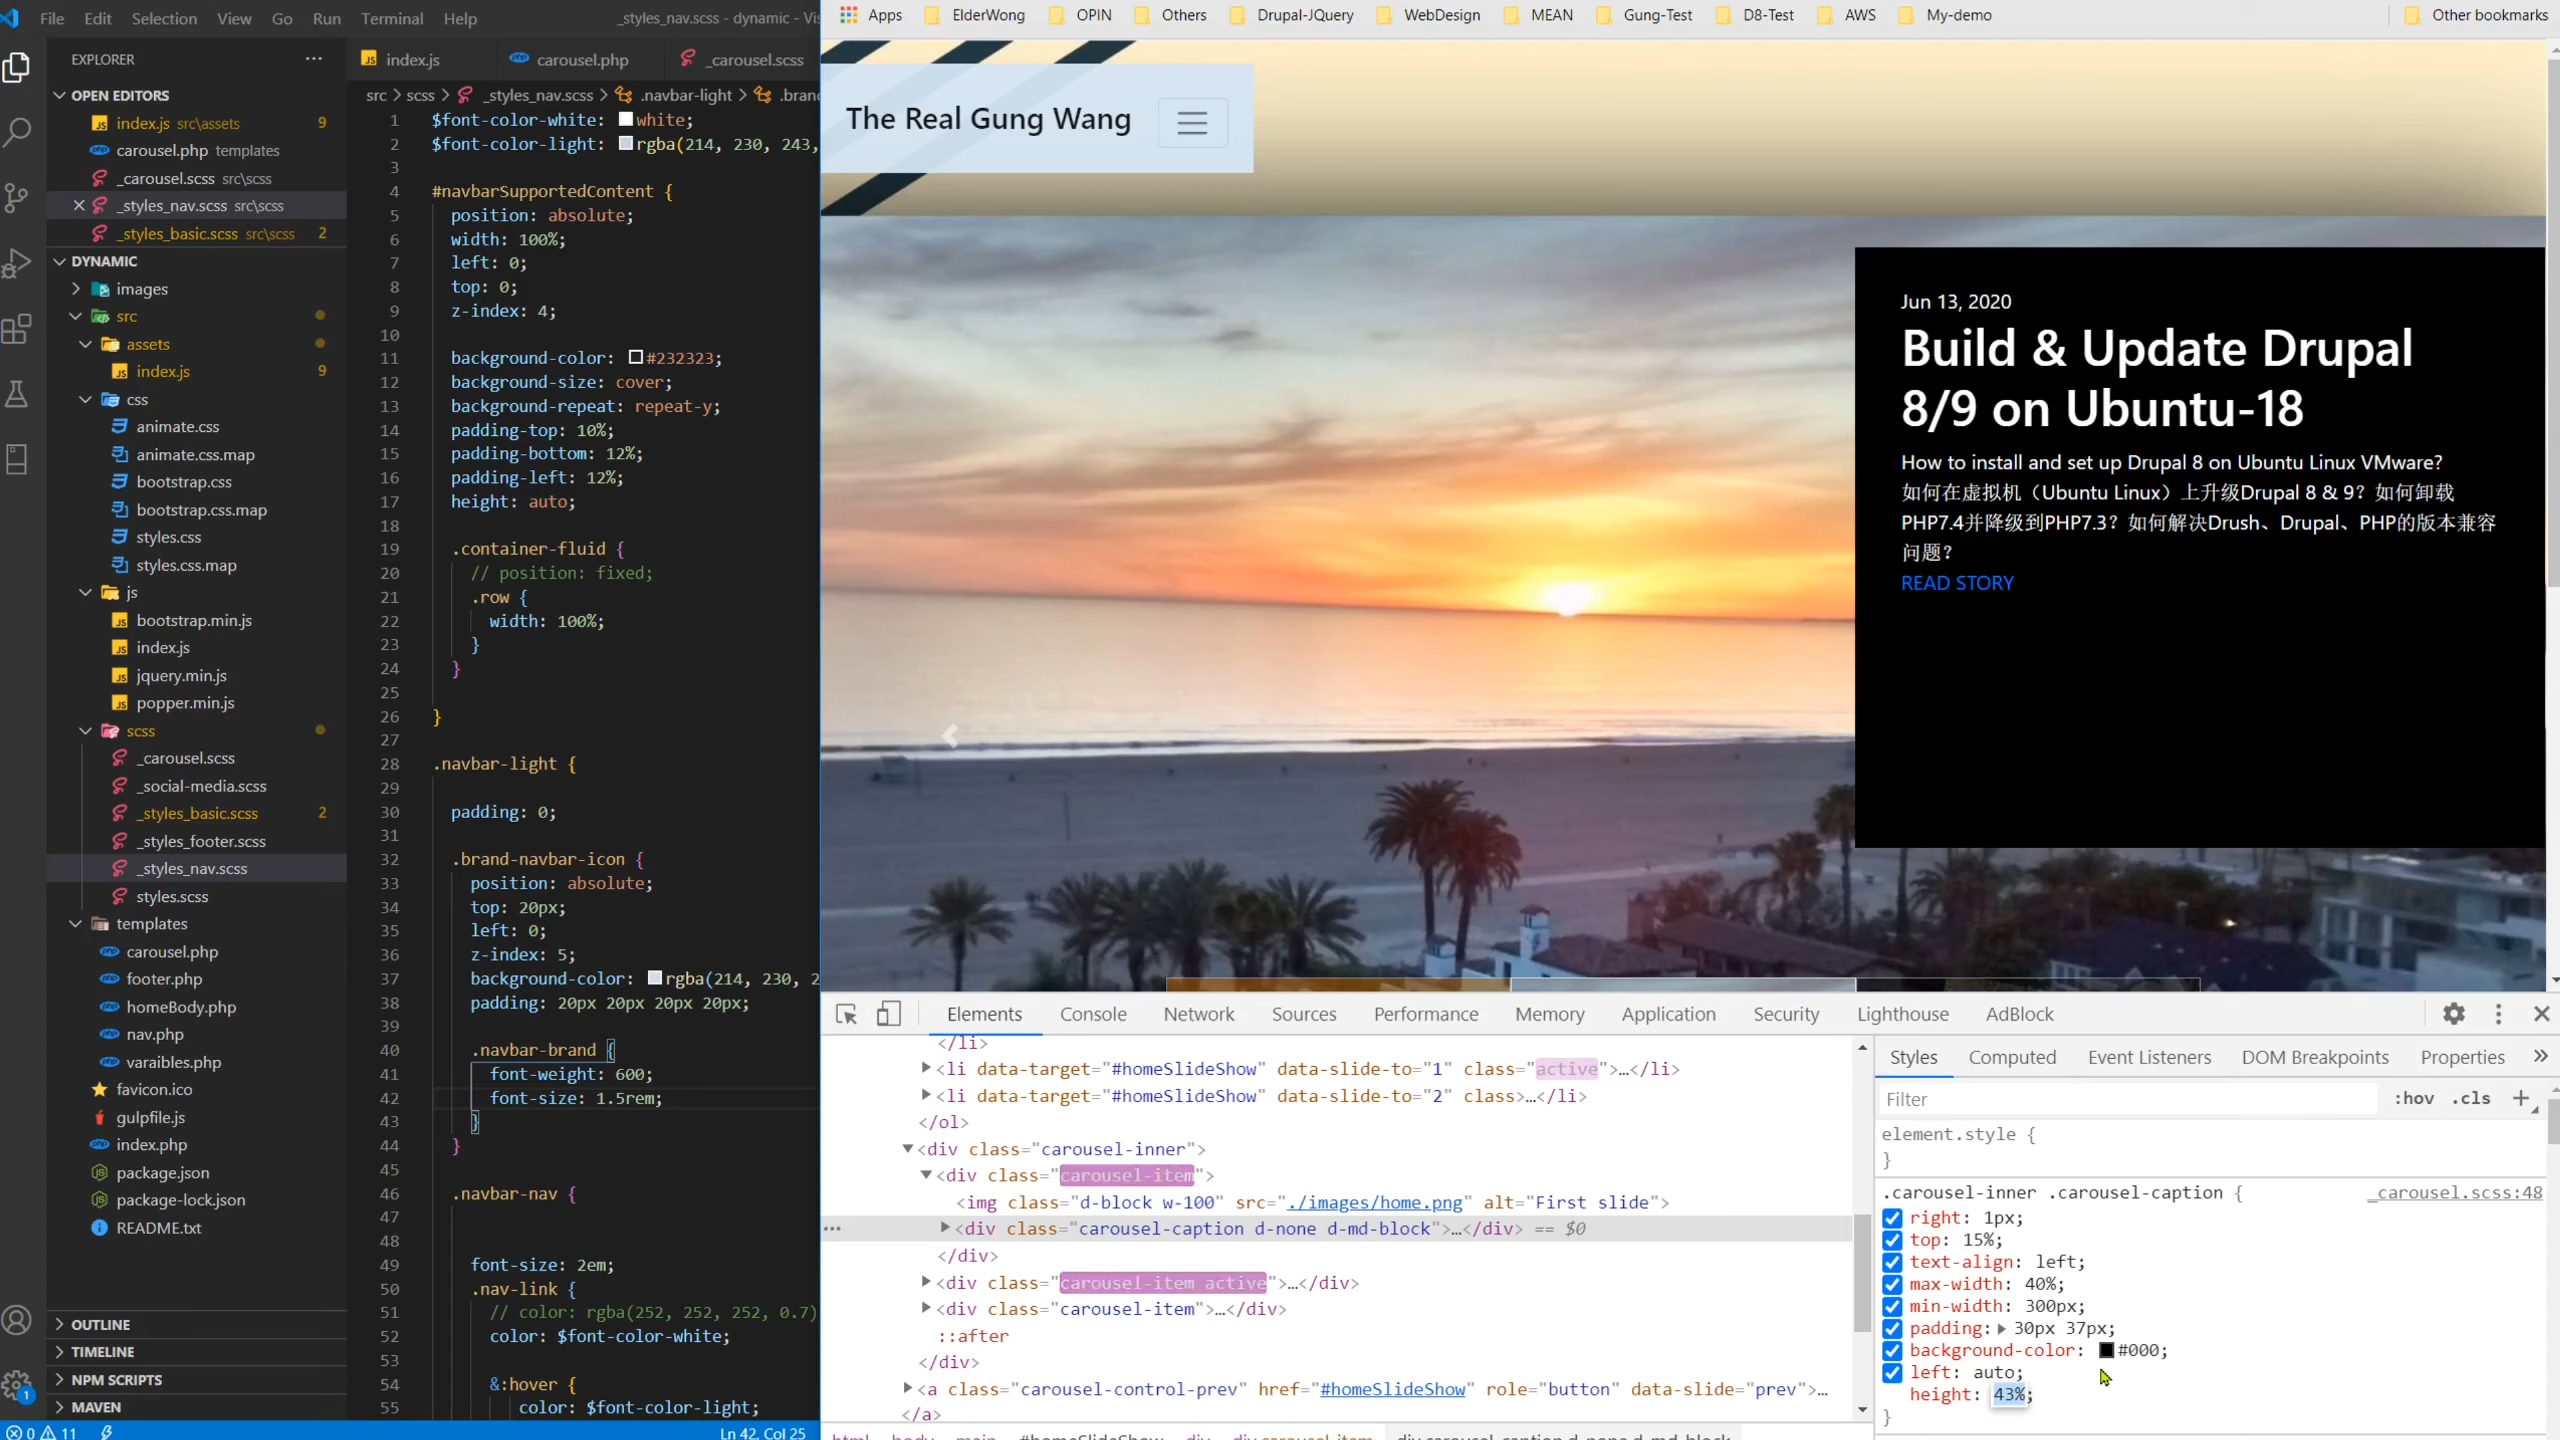 File Edit Selection View Go Run Terminal Help _styles_nav.scss - dynamic - Vis
EXPLORER ...
OPEN EDITORS
index.js src\assets 9
carousel.php templates
_carousel.scss src\scss
_styles_nav.scss src\scss
_styles_basic.scss src\scss 2
DYNAMIC
images
src
assets
index.js 9
css
animate.css
animate.css.map
bootstrap.css
bootstrap.css.map
styles.css
styles.css.map
js
bootstrap.min.js
index.js
jquery.min.js
popper.min.js
scss
_carousel.scss
_social-media.scss
_styles_basic.scss 2
_styles_footer.scss
_styles_nav.scss
styles.scss
templates
carousel.php
footer.php
homeBody.php
nav.php
varaibles.php
favicon.ico
gulpfile.js
index.php
package.json
package-lock.json
README.txt
OUTLINE
TIMELINE
NPM SCRIPTS
MAVEN
1
0 11 Ln 42, Col 25
index.js carousel.php _carousel.scss
src > scss > _styles_nav.scss > .navbar-light > .bran
1 $font-color-white: white;
2 $font-color-light: rgba(214, 230, 243,
3
4 #navbarSupportedContent {
5 position: absolute;
6 width: 100%;
7 left: 0;
8 top: 0;
9 z-index: 4;
10
11 background-color: #232323;
12 background-size: cover;
13 background-repeat: repeat-y;
14 padding-top: 10%;
15 padding-bottom: 12%;
16 padding-left: 12%;
17 height: auto;
18
19 .container-fluid {
20 // position: fixed;
21 .row {
22 width: 100%;
23 }
24 }
25
26 }
27
28 .navbar-light {
29
30 padding: 0;
31
32 .brand-navbar-icon {
33 position: absolute;
34 top: 20px;
35 left: 0;
36 z-index: 5;
37 background-color: rgba(214, 230, 2
38 padding: 20px 20px 20px 20px;
39
40 .navbar-brand {
41 font-weight: 600;
42 font-size: 1.5rem;
43 }
44 }
45
46 .navbar-nav {
47
48
49 font-size: 2em;
50 .nav-link {
51 // color: rgba(252, 252, 252, 0.7)
52 color: $font-color-white;
53
54 &:hover {
55 color: $font-color-light;
Apps ElderWong OPIN Others Drupal-JQuery WebDesign MEAN Gung-Test D8-Test AWS My-demo Other bookmarks
The Real Gung Wang
Jun 13, 2020
Build & Update Drupal
8/9 on Ubuntu-18
How to install and set up Drupal 8 on Ubuntu Linux VMware?
如何在虚拟机（Ubuntu Linux）上升级Drupal 8 & 9？如何卸载
PHP7.4并降级到PHP7.3？如何解决Drush、Drupal、PHP的版本兼容
问题？
READ STORY
Elements Console Network Sources Performance Memory Application Security Lighthouse AdBlock
</li>
<li data-target="#homeSlideShow" data-slide-to="1" class="active">…</li>
<li data-target="#homeSlideShow" data-slide-to="2" class>…</li>
</ol>
<div class="carousel-inner">
<div class="carousel-item">
<img class="d-block w-100" src="./images/home.png" alt="First slide">
... <div class="carousel-caption d-none d-md-block">…</div> == $0
</div>
<div class="carousel-item active">…</div>
<div class="carousel-item">…</div>
::after
</div>
<a class="carousel-control-prev" href="#homeSlideShow" role="button" data-slide="prev">…
</a>
Styles Computed Event Listeners DOM Breakpoints Properties »
Filter :hov .cls +
element.style {
}
.carousel-inner .carousel-caption { _carousel.scss:48
right: 1px;
top: 15%;
text-align: left;
max-width: 40%;
min-width: 300px;
padding: 30px 37px;
background-color: #000;
left: auto;
height: 43%;
}